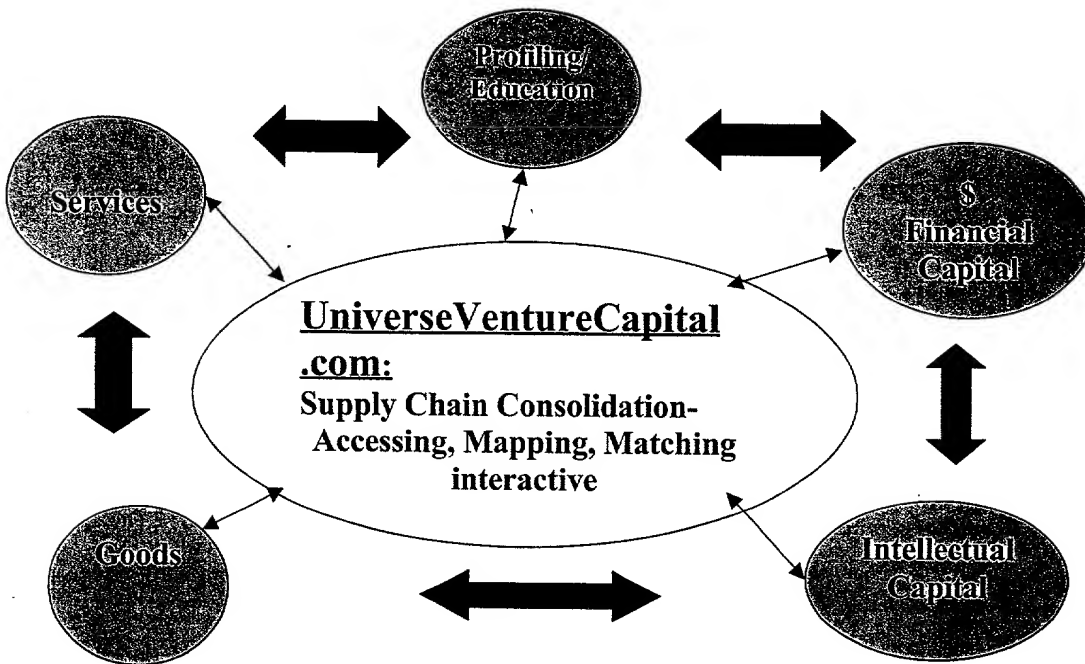 Profiling/
Education
Services
$
Financial
Capital
UniverseVentureCapital
.com:
Supply Chain Consolidation-
Accessing, Mapping, Matching
interactive
Goods
Intellectual
Capital